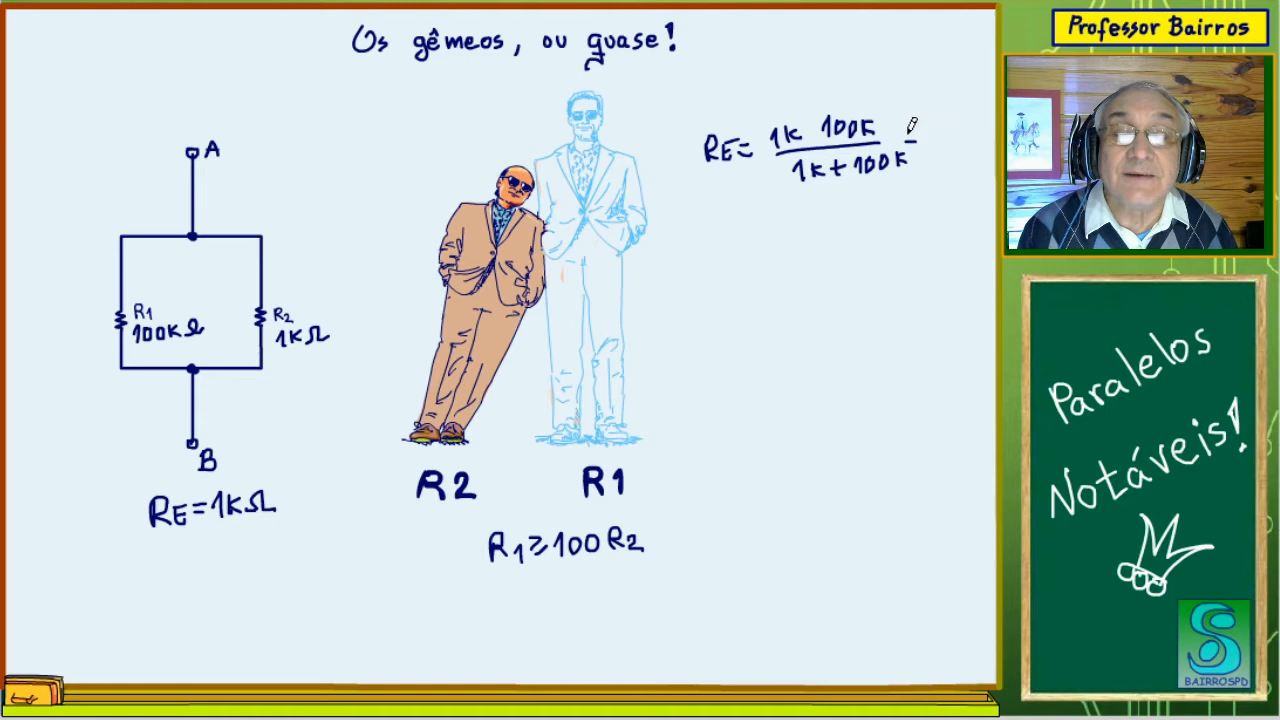 Os gêmeos, ou quase!
Professor Bairros
A
R1
100KΩ
R2
1KΩ
B
RE=1KΩ
R2
R1
R1≥100R2
RE= 1K 100K =
1K+100K
Paralelos
Notáveis!
S
BAIRROSPD